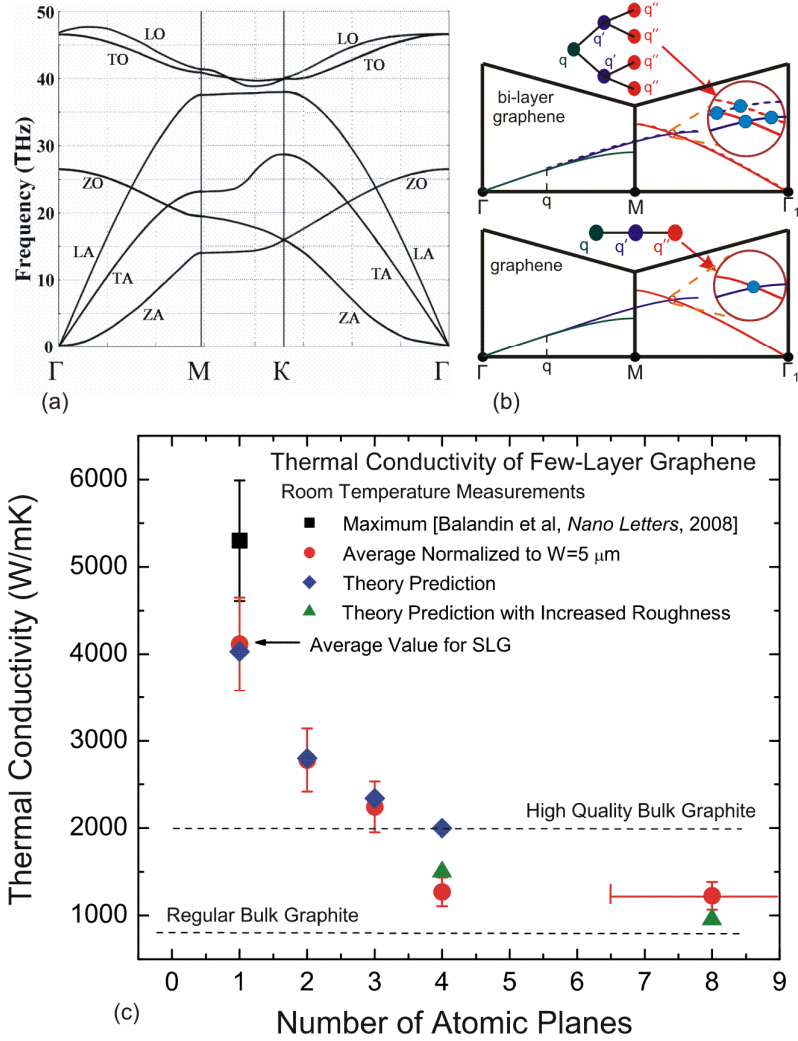 50
40
30
20
10
0
Frequency (THz)
LO
TO
ZO
LA
TA
ZA
LO
TO
ZO
LA
TA
ZA
Γ
M
K
Γ
(a)
q''
q'
q''
q
q''
q'
q''
bi-layer
graphene
Γ
q
M
Γ1
q
q'
q''
graphene
Γ
q
M
Γ1
(b)
Thermal Conductivity of Few-Layer Graphene
Room Temperature Measurements
Maximum [Balandin et al, Nano Letters, 2008]
Average Normalized to W=5 μm
Theory Prediction
Theory Prediction with Increased Roughness
Average Value for SLG
High Quality Bulk Graphite
Regular Bulk Graphite
6000
5000
4000
3000
2000
1000
Thermal Conductivity (W/mK)
0 1 2 3 4 5 6 7 8 9
(c)
Number of Atomic Planes